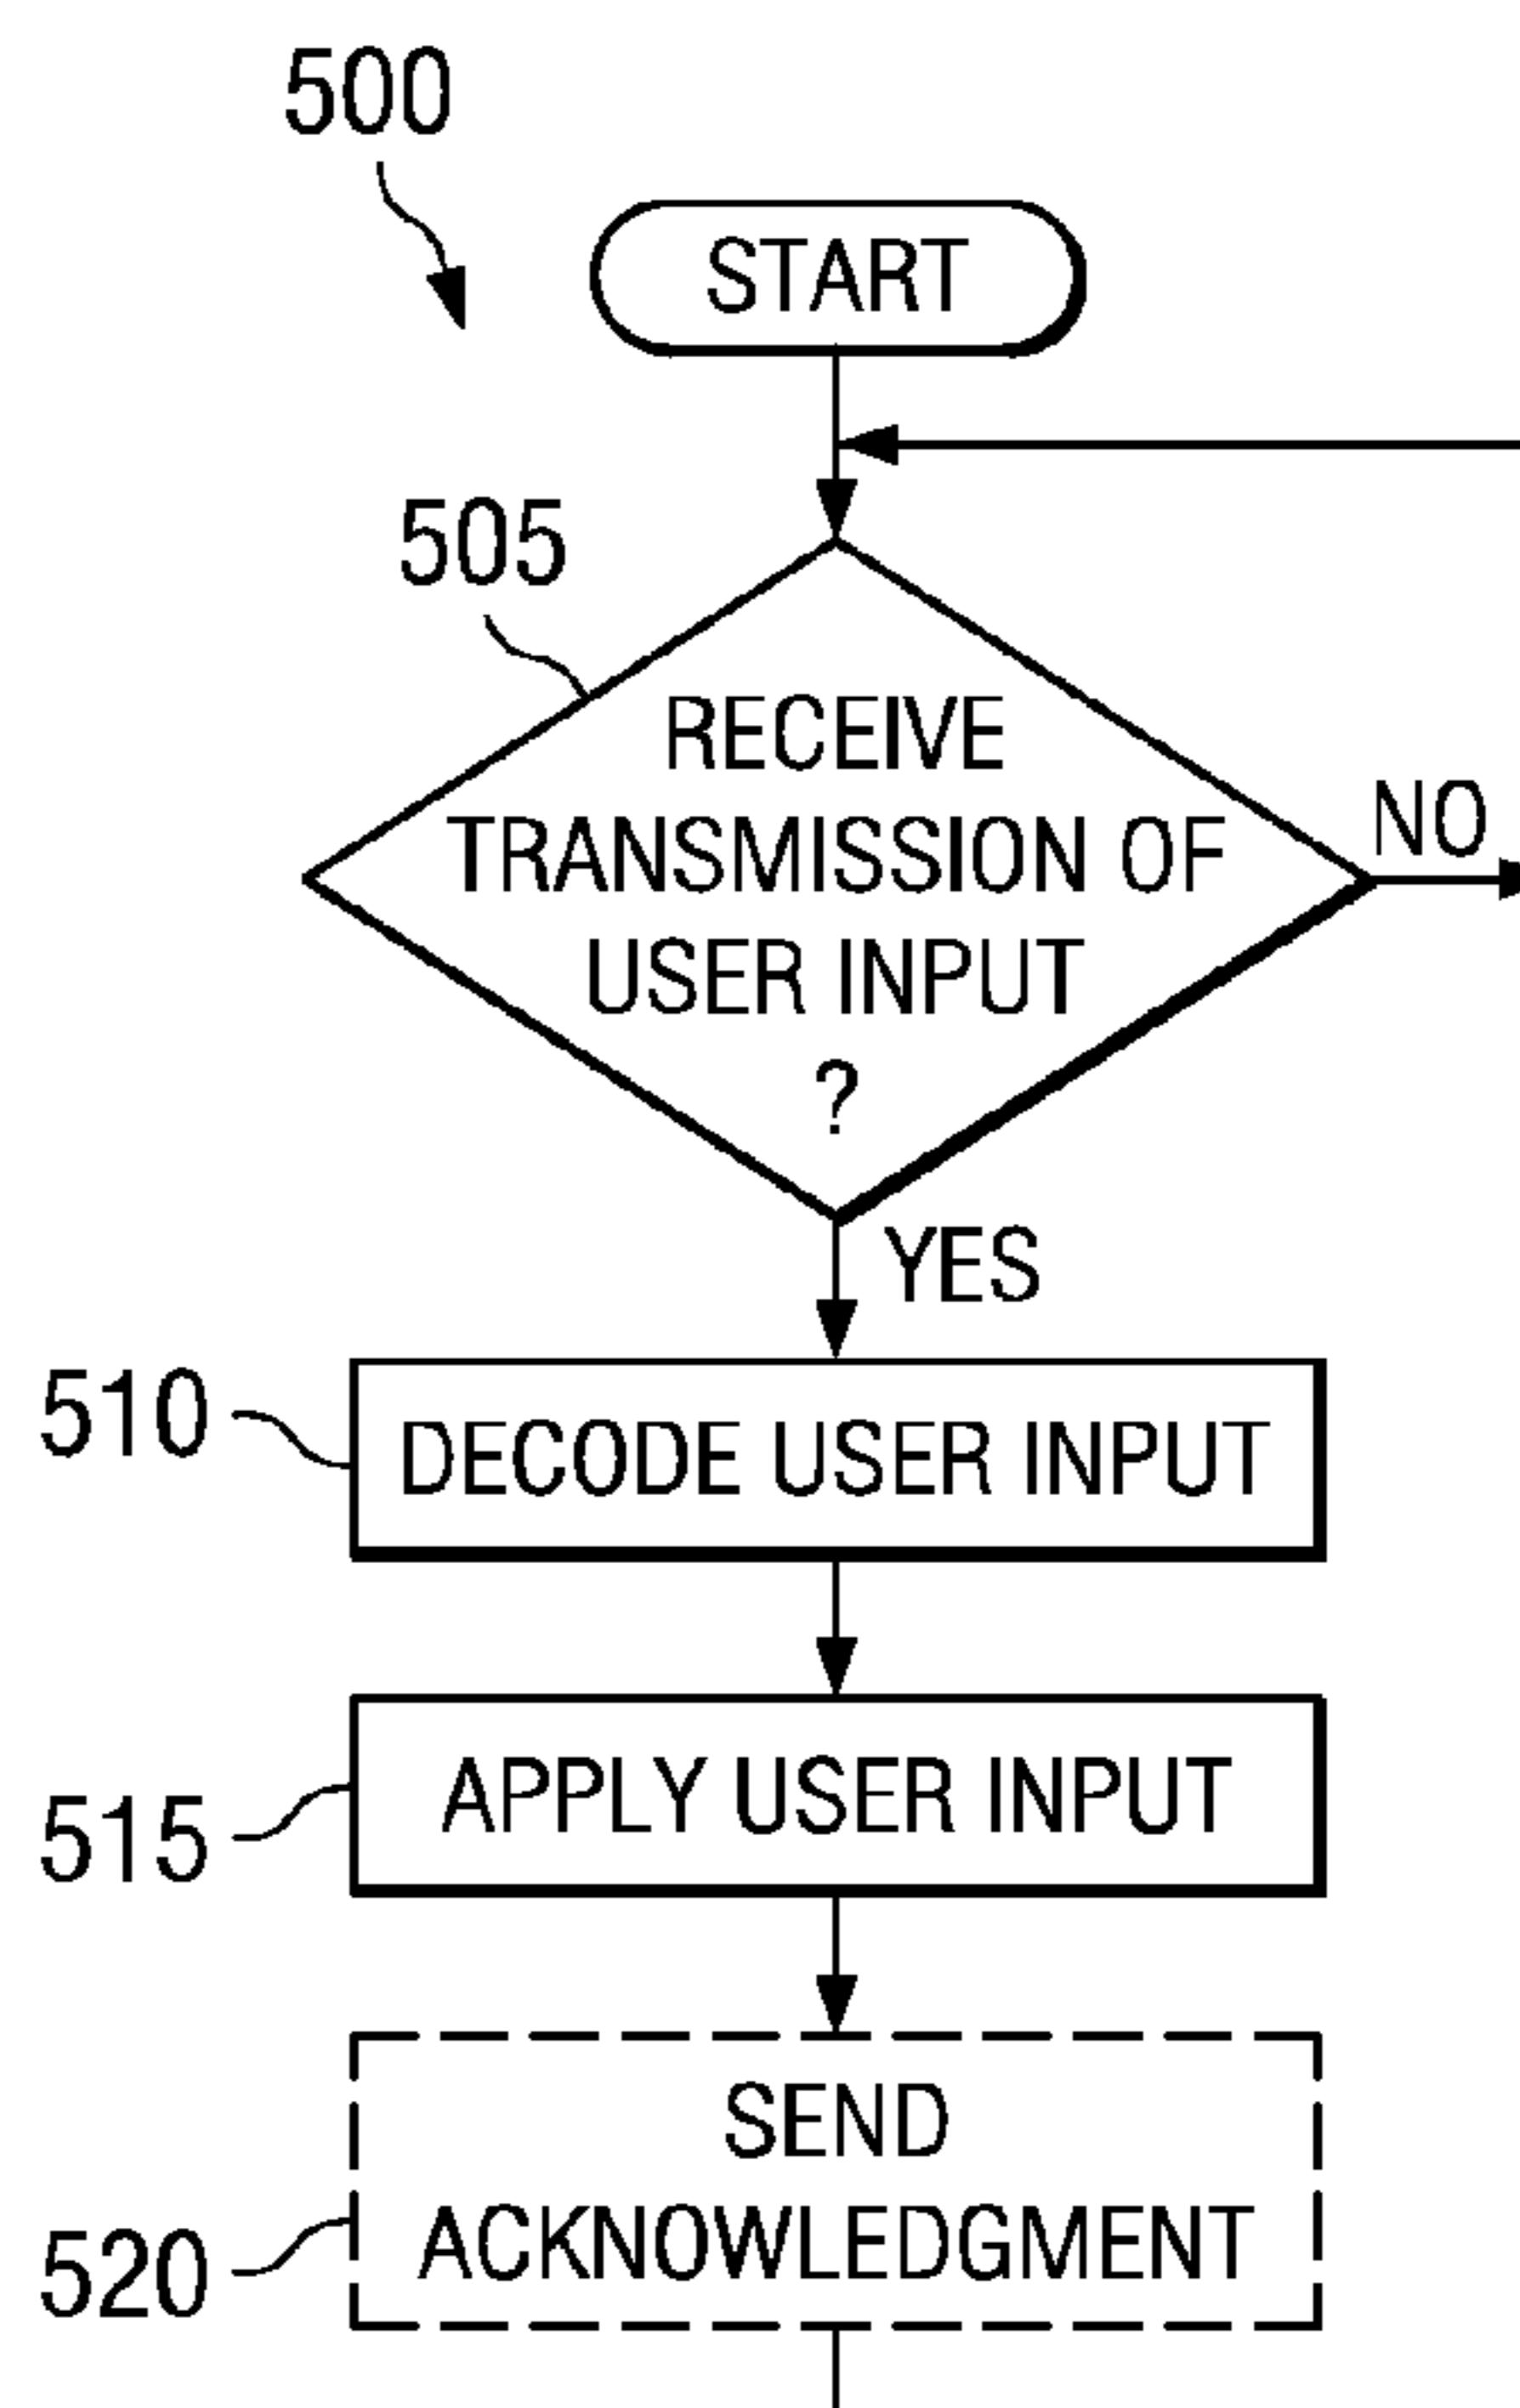 500
START
505
RECEIVE
TRANSMISSION OF
USER INPUT
?
NO
YES
510
DECODE USER INPUT
515
APPLY USER INPUT
SEND
520
ACKNOWLEDGMENT